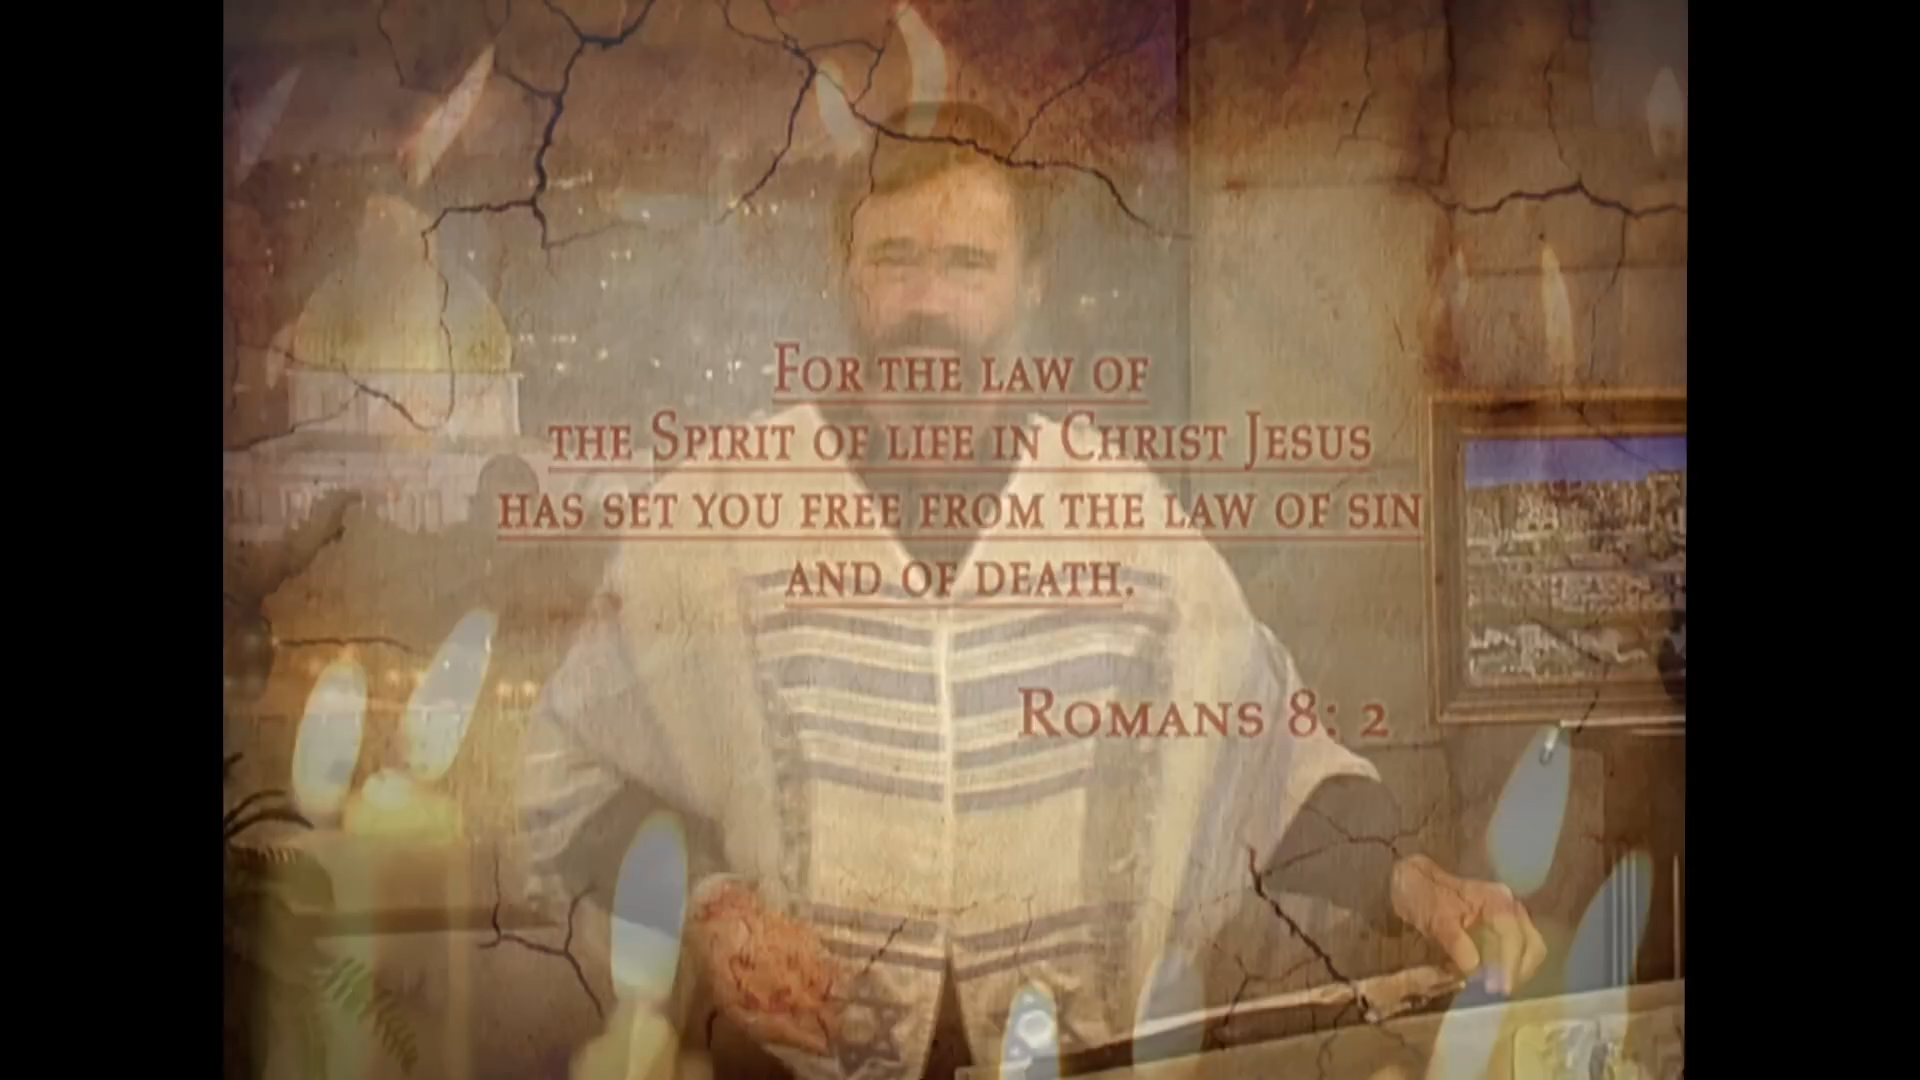 For the law of
the Spirit of life in Christ Jesus
has set you free from the law of sin
and of death.
Romans 8: 2